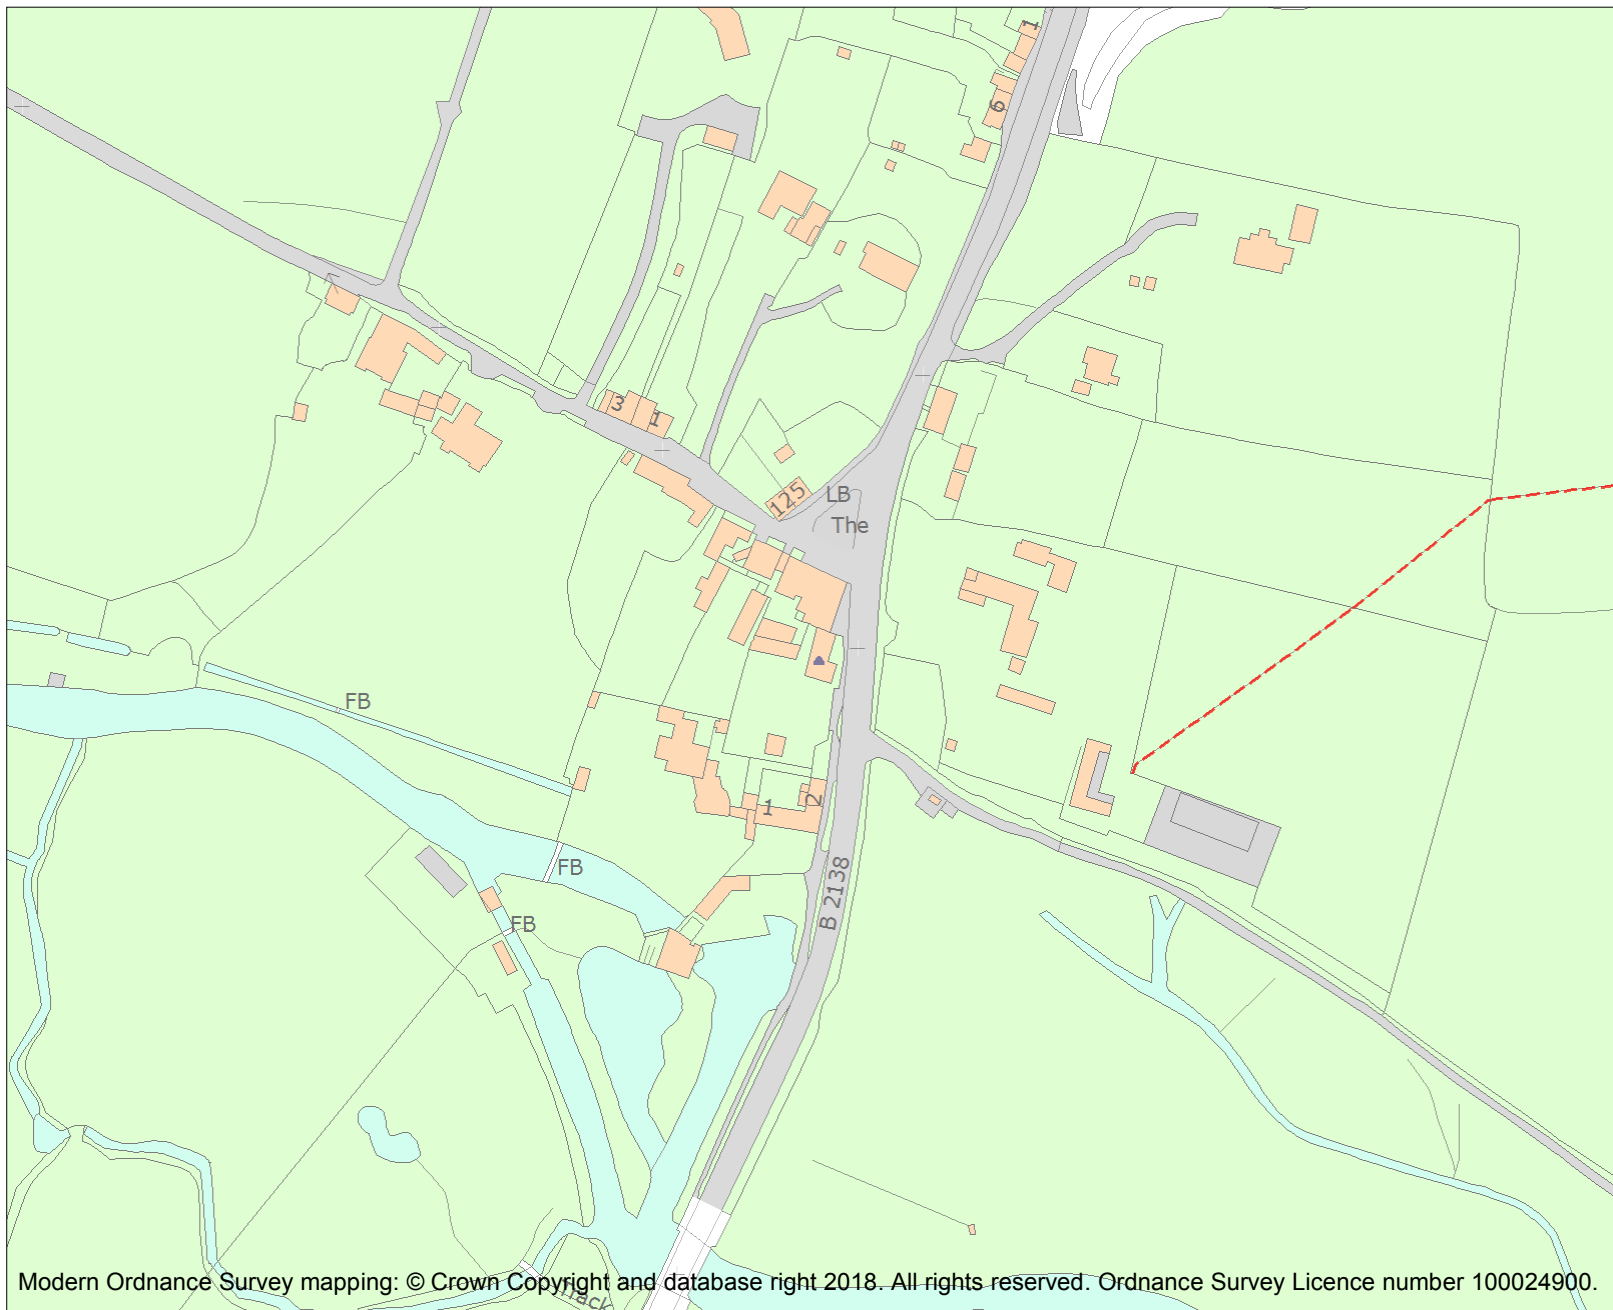 1
6
3
1
125
LB
The
FB
1
2
FB
B 2138
FB
Track
Modern Ordnance Survey mapping: © Crown Copyright and database right 2018. All rights reserved. Ordnance Survey Licence number 100024900.